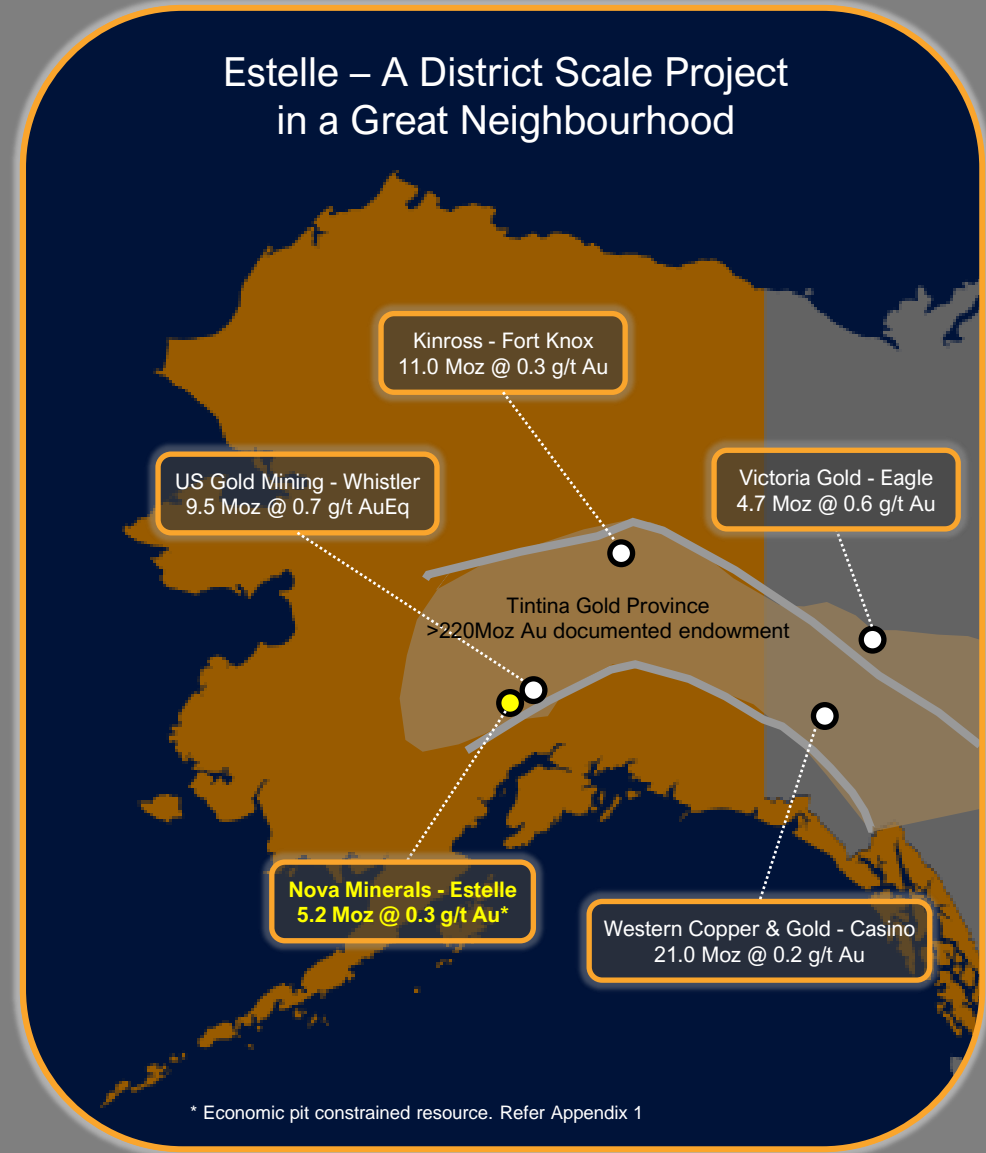 Estelle – A District Scale Project
in a Great Neighbourhood
Kinross - Fort Knox
11.0 Moz @ 0.3 g/t Au
US Gold Mining - Whistler
9.5 Moz @ 0.7 g/t AuEq
Victoria Gold - Eagle
4.7 Moz @ 0.6 g/t Au
Tintina Gold Province
>220Moz Au documented endowment
Nova Minerals - Estelle
5.2 Moz @ 0.3 g/t Au*
Western Copper & Gold - Casino
21.0 Moz @ 0.2 g/t Au
* Economic pit constrained resource. Refer Appendix 1